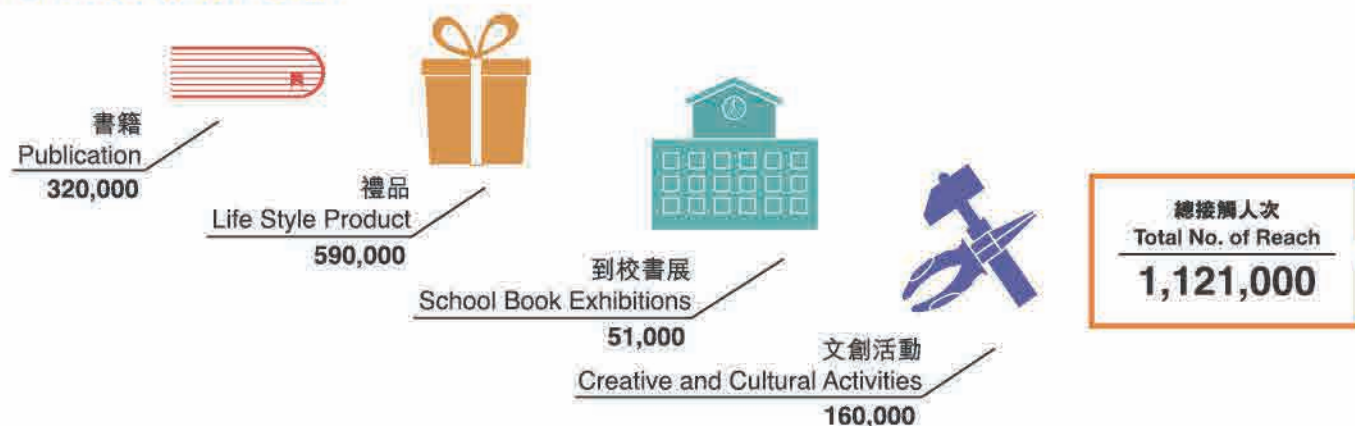 書籍
Publication
320,000
禮品
Life Style Product
590,000
到校書展
School Book Exhibitions
51,000
文創活動
Creative and Cultural Activities
160,000
總接觸人次
Total No. of Reach
1,121,000